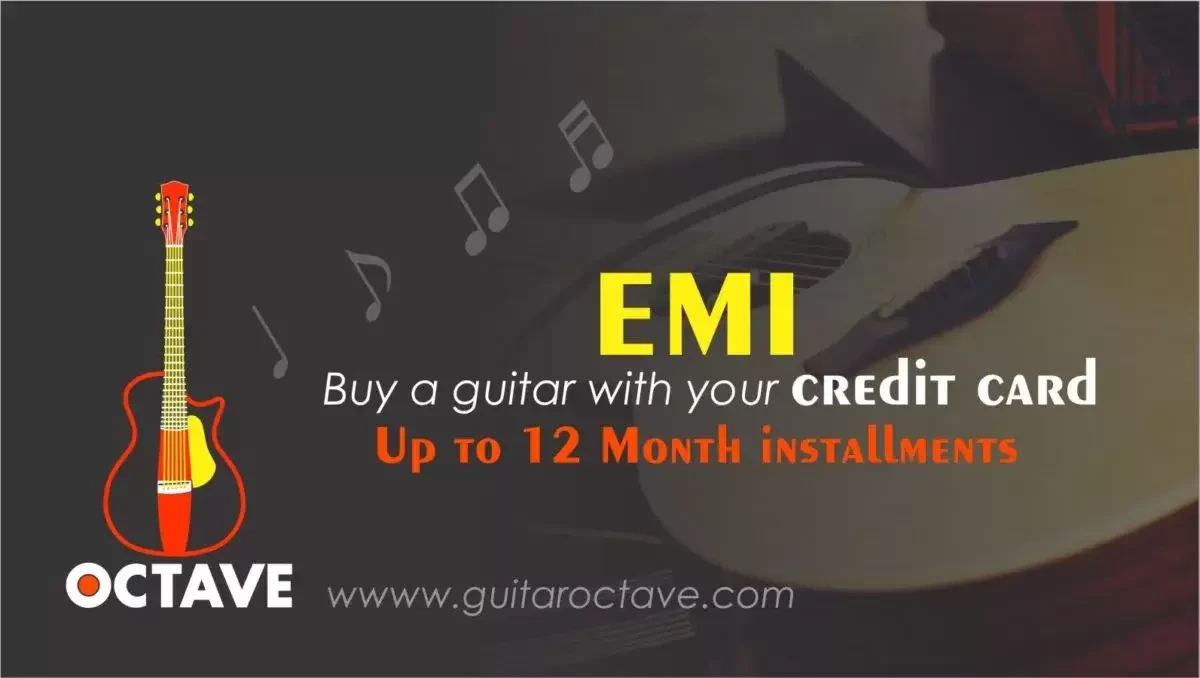 EMI
Buy a guitar with your CREDIT CARD
Up to 12 Month installments
OCTAVE
www.guitaroctave.com